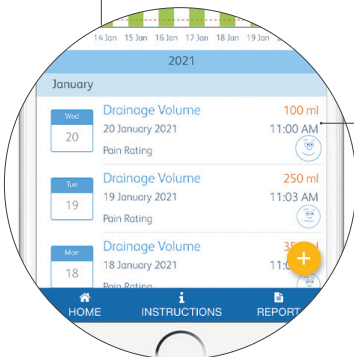 14 Jan 15 Jan 16 Jan 17 Jan 18 Jan 19 Jan
2021
January
Wed
20
Drainage Volume
100 ml
20 January 2021
11:00 AM
Pain Rating
Tue
19
Drainage Volume
250 ml
19 January 2021
11:03 AM
Pain Rating
Mon
18
Drainage Volume
18 January 2021
Pain Rating
HOME
INSTRUCTIONS
REPORT